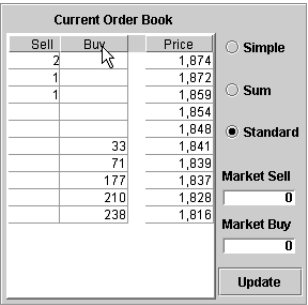 Current Order Book
Sell Buy Price
2 1,874
1 1,872
1 1,859
1,854
1,848
33 1,841
71 1,839
177 1,837
210 1,828
238 1,816
Simple
Sum
Standard
Market Sell
0
Market Buy
0
Update